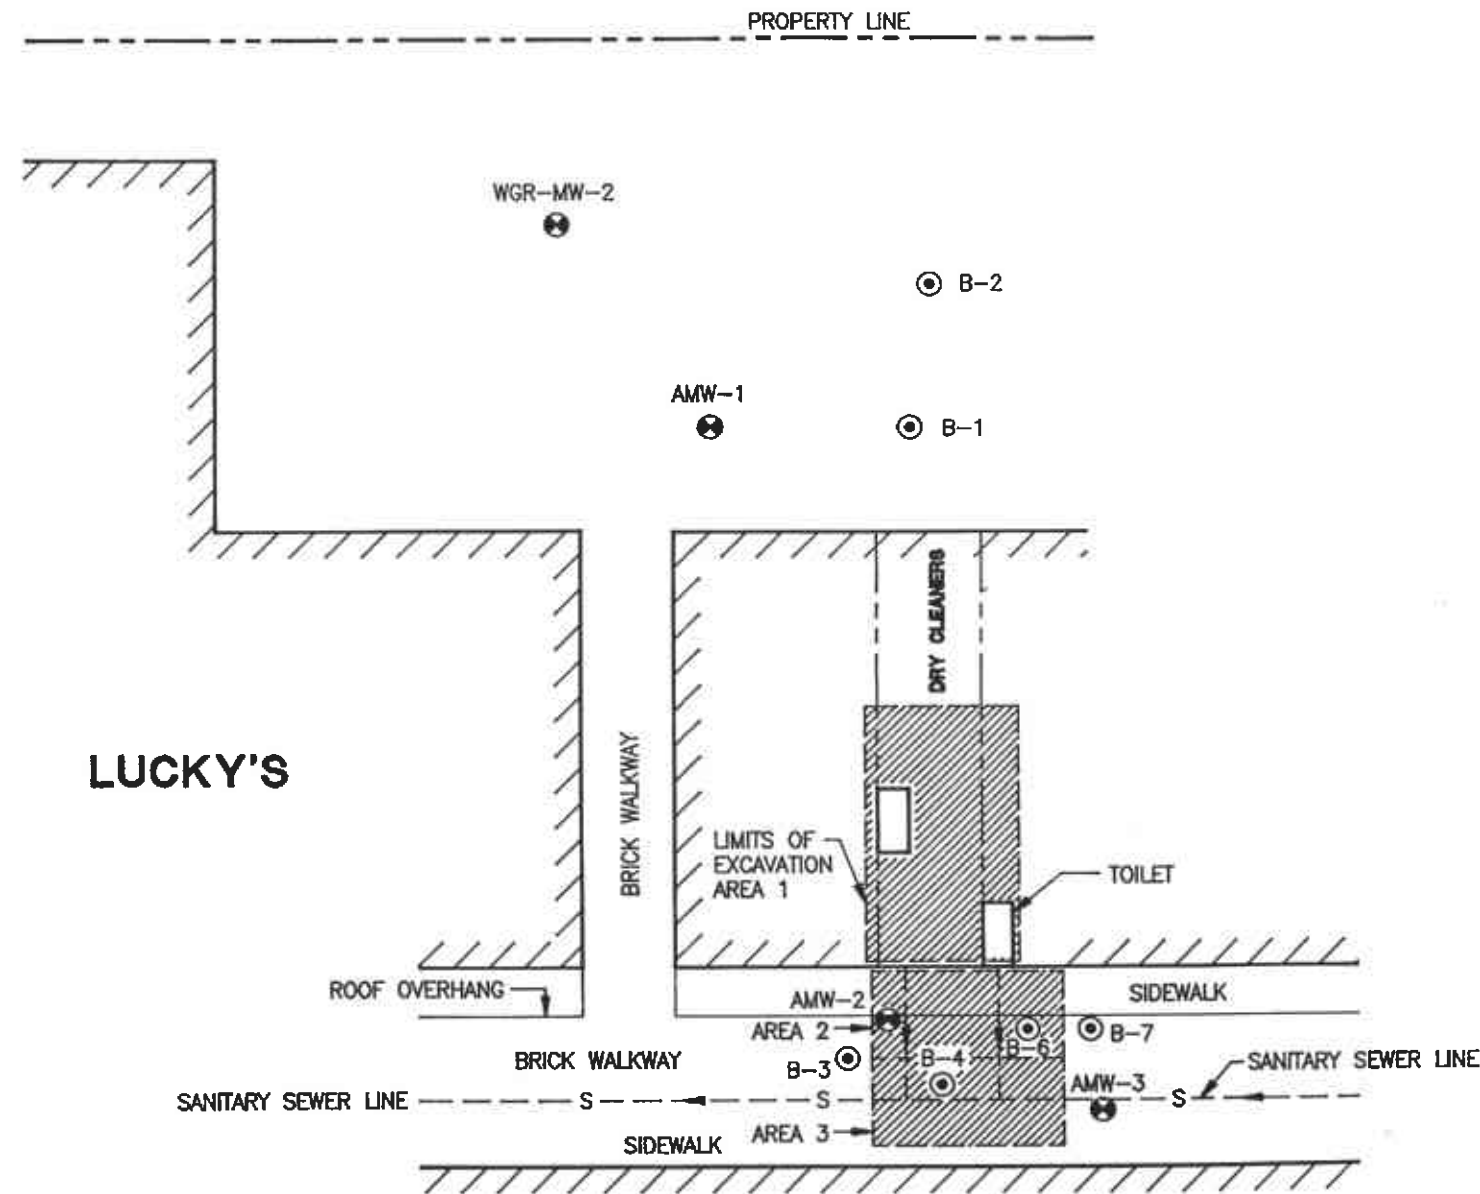 PROPERTY LINE
WGR-MW-2
B-2
AMW-1
B-1
DRY CLEANERS
LUCKY'S
BRICK WALKWAY
LIMITS OF
EXCAVATION
AREA 1
TOILET
ROOF OVERHANG
AMW-2
SIDEWALK
AREA 2
B-6
B-7
BRICK WALKWAY
B-3
B-4
SANITARY SEWER LINE
AMW-3
SANITARY SEWER LINE
S
S
S
AREA 3
SIDEWALK